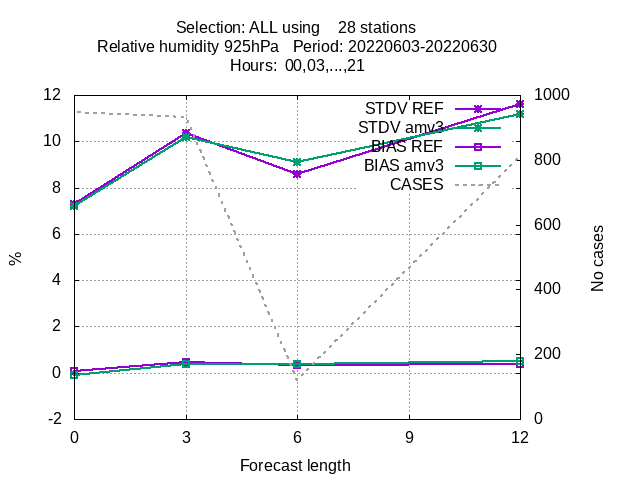 Selection: ALL using    28 stations
Relative humidity 925hPa   Period: 20220603-20220630
Hours:  00,03,...,21
12
10
8
6
4
2
0
-2
%
STDV REF
STDV amv3
BIAS REF
BIAS amv3
CASES
1000
800
600
400
200
0
No cases
0 3 6 9 12
Forecast length